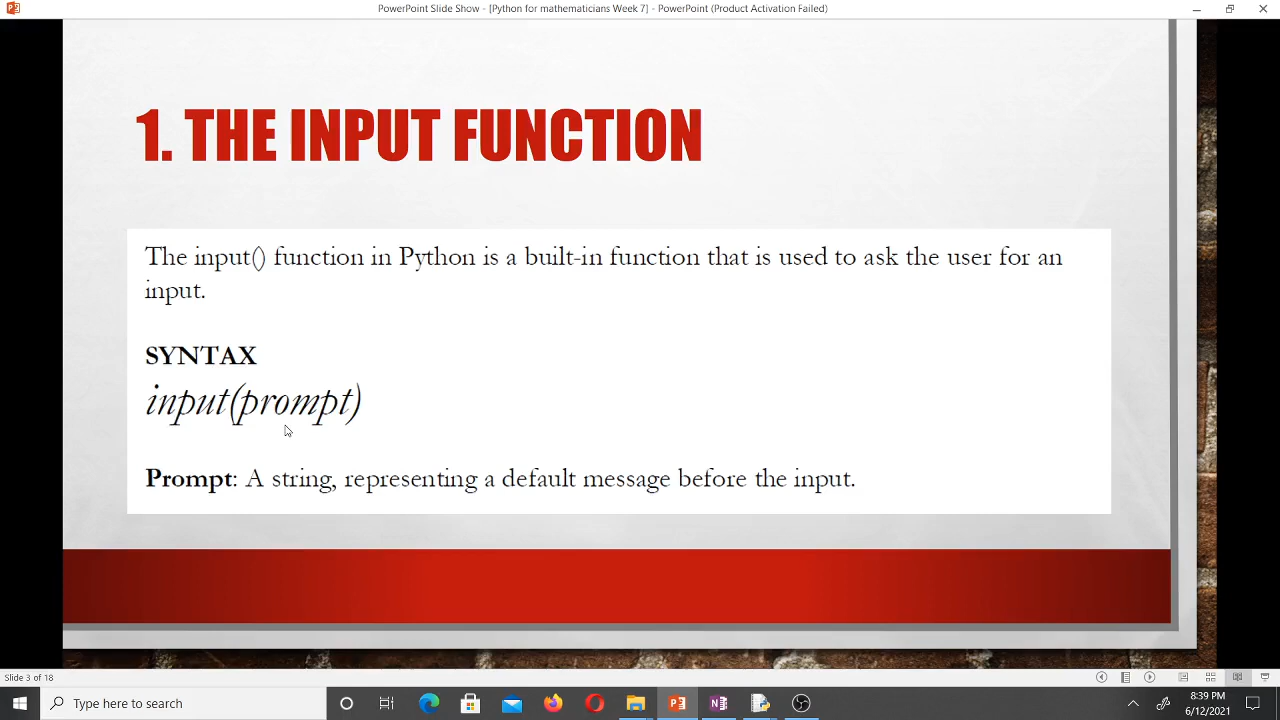 PowerPoint Slide Show - [Python for mathematicians Week 7] - PowerPoint (Product Activation Failed)
1. THE INPUT FUNCTION
The input() function in Python is a built-in function that is used to ask the user for an
input.
SYNTAX
input(prompt)
Prompt: A string, representing a default message before the input.
Slide 3 of 18
Type here to search
8:39 PM
6/12/2021